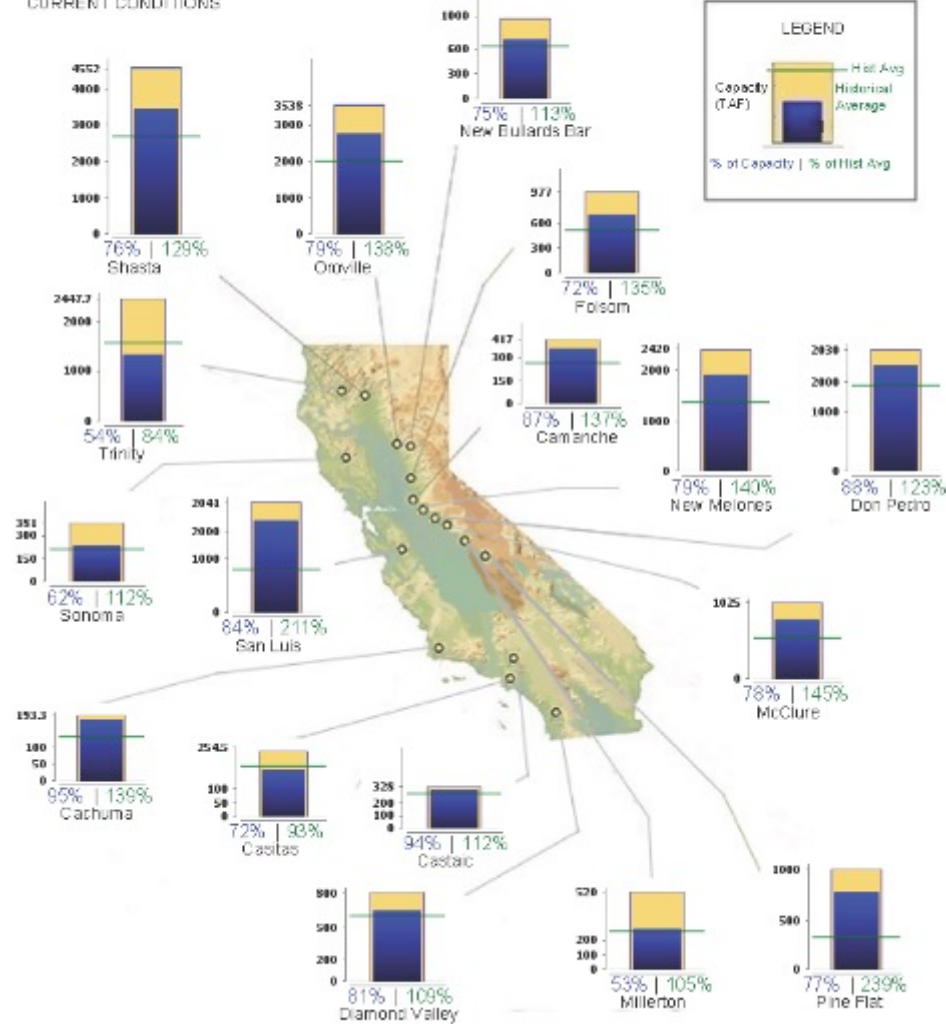 CURRENT CONDITIONS
LEGEND
Hist Avg
Capacity
(TAF)
Historical
Average
% of Capacity | % of Hist Avg
1000
600
300
0
75% | 113%
New Bullards Bar
4552
4000
3000
2000
1000
0
76% | 129%
Shasta
3538
3000
2000
1000
0
79% | 138%
Oroville
977
600
300
0
72% | 135%
Folsom
2447.7
2000
1000
0
54% | 84%
Trinity
417
300
150
0
87% | 137%
Camanche
2420
2000
1000
0
79% | 140%
New Melones
2030
2000
1000
0
88% | 123%
Don Pedro
381
300
150
0
62% | 112%
Sonoma
2041
2000
1000
0
84% | 211%
San Luis
1025
0
78% | 145%
McClure
193.3
100
50
0
95% | 139%
Cachuma
254.5
100
50
0
72% | 93%
Casitas
328
200
100
0
94% | 112%
Castaic
800
500
200
0
81% | 109%
Diamond Valley
520
200
100
0
53% | 105%
Millerton
1000
500
0
77% | 239%
Pine Flat